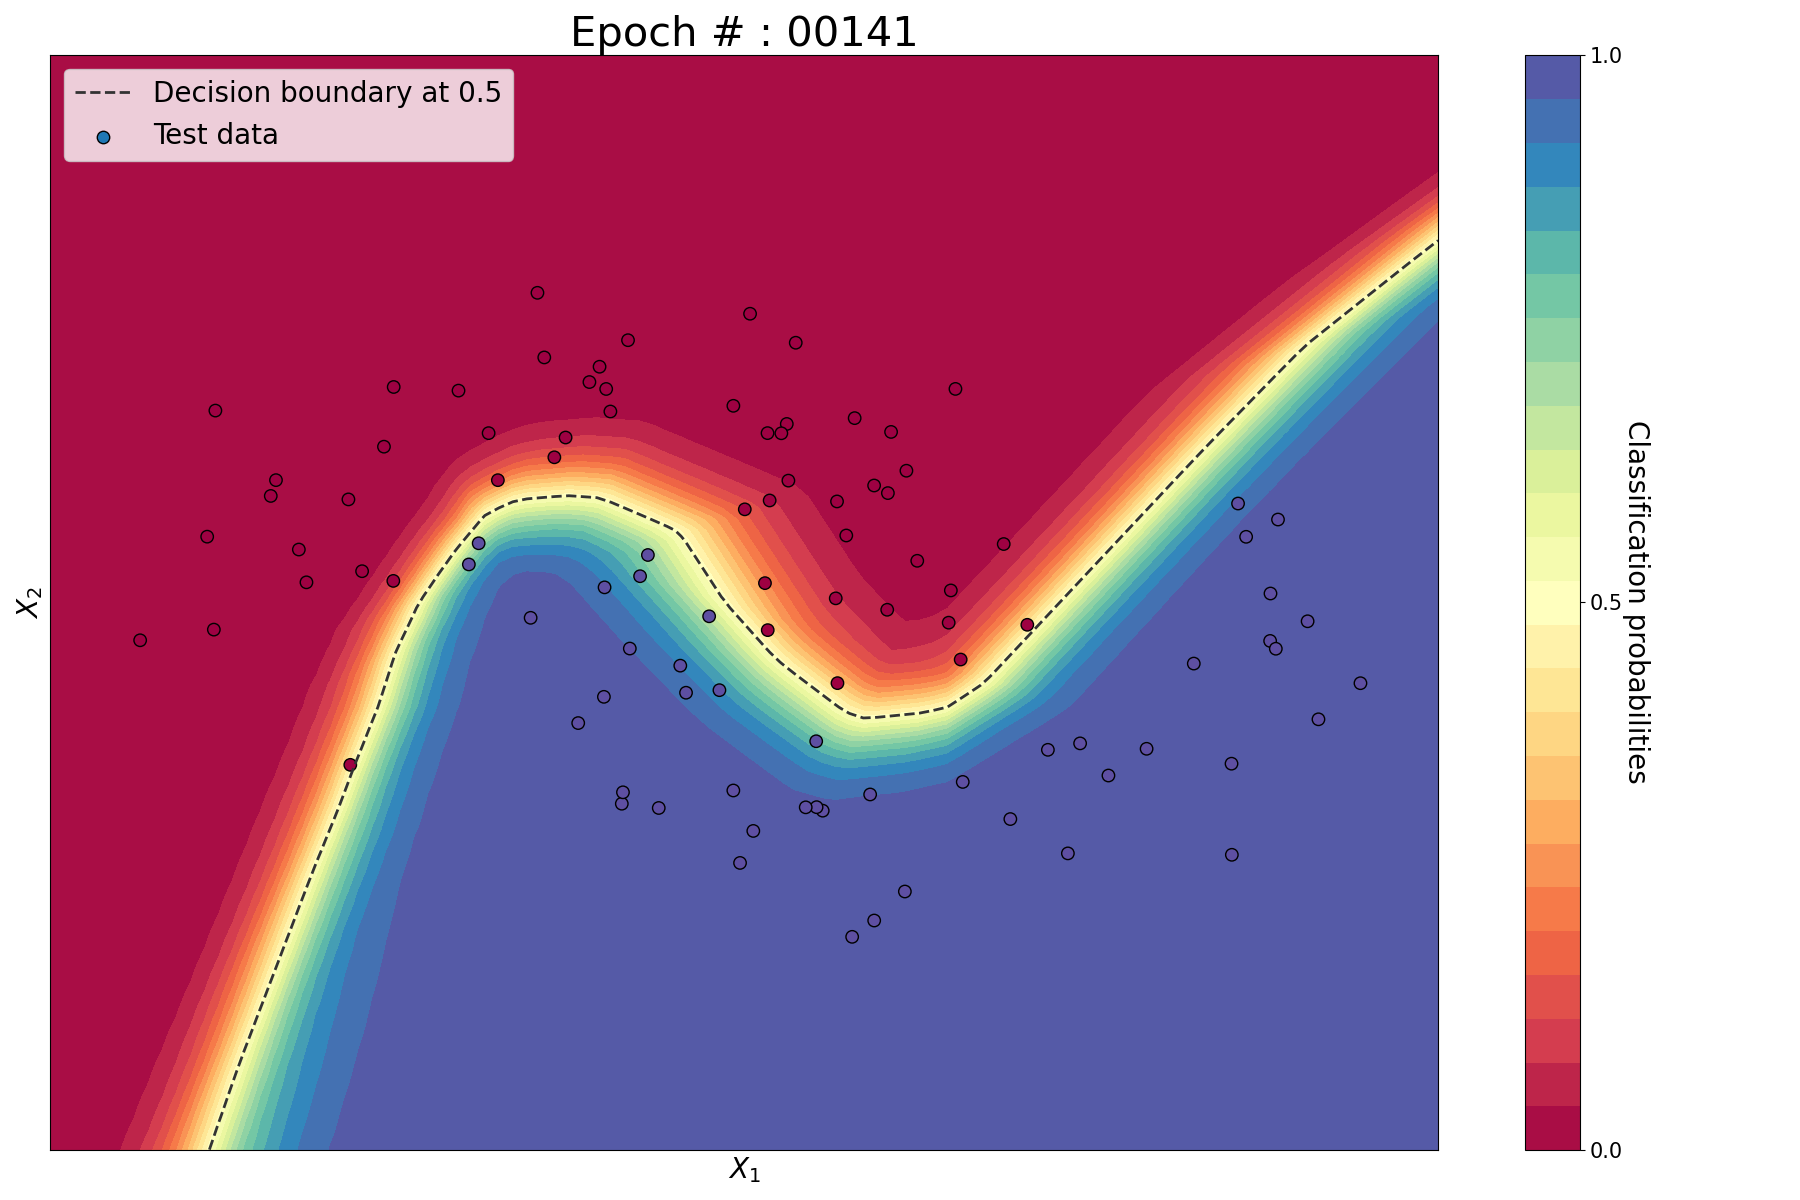 Epoch # : 00141
Decision boundary at 0.5
Test data
X₂
X₁
1.0
0.5
0.0
Classification probabilities